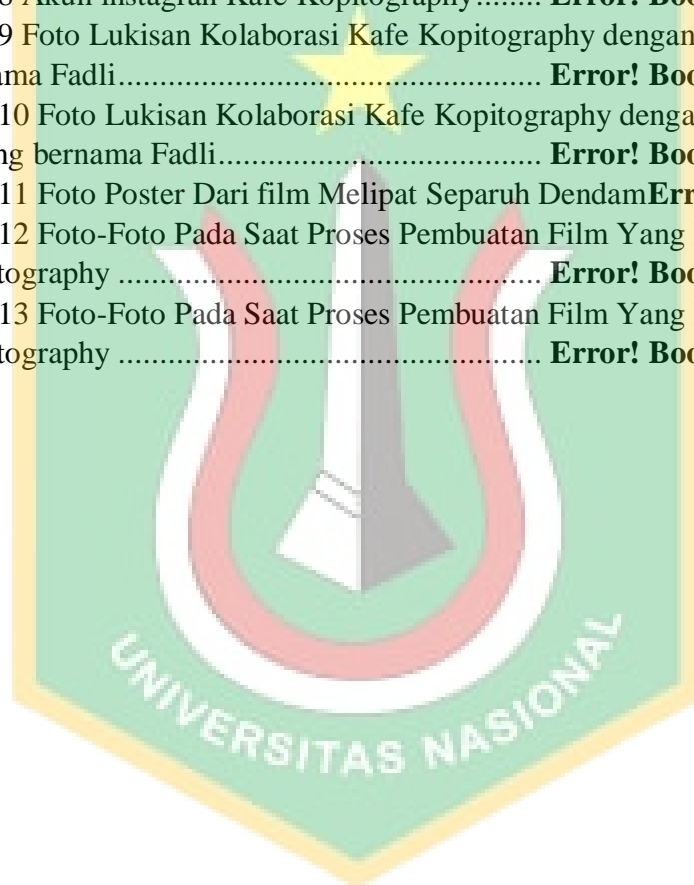 8 Akun instagran Kafe Kopitography........ Error! Boo
9 Foto Lukisan Kolaborasi Kafe Kopitography dengan
ama Fadli.......................................... Error! Boo
10 Foto Lukisan Kolaborasi Kafe Kopitography denga
ng bernama Fadli.................................. Error! Boo
11 Foto Poster Dari film Melipat Separuh DendamErr
12 Foto-Foto Pada Saat Proses Pembuatan Film Yang
tography .......................................... Error! Boo
13 Foto-Foto Pada Saat Proses Pembuatan Film Yang
tography .......................................... Error! Boo
UNIVERSITAS NASIONAL